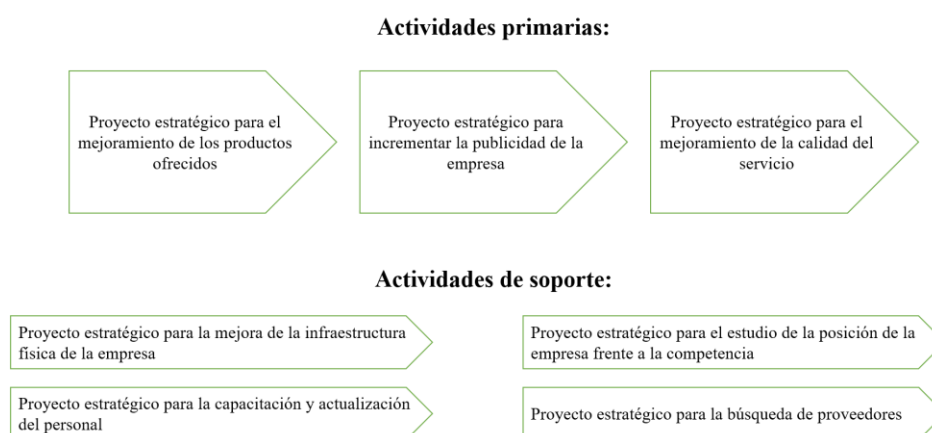 Actividades primarias:
Proyecto estratégico para el
mejoramiento de los productos
ofrecidos
Proyecto estratégico para
incrementar la publicidad de la
empresa
Proyecto estratégico para el
mejoramiento de la calidad del
servicio
Actividades de soporte:
Proyecto estratégico para la mejora de la infraestructura
física de la empresa
Proyecto estratégico para el estudio de la posición de la
empresa frente a la competencia
Proyecto estratégico para la capacitación y actualización
del personal
Proyecto estratégico para la búsqueda de proveedores